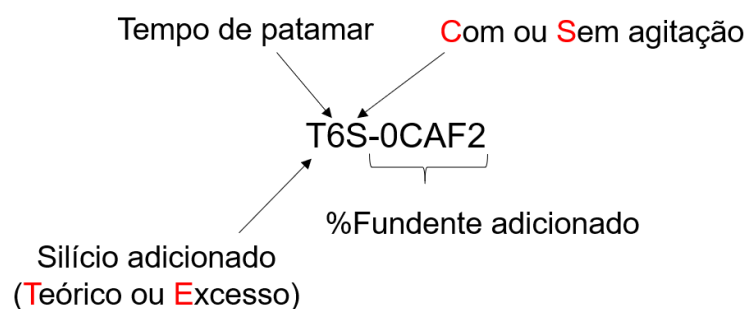 Tempo de patamar
Com ou Sem agitação
T6S-0CAF2
%Fundente adicionado
Silício adicionado
(Teórico ou Excesso)